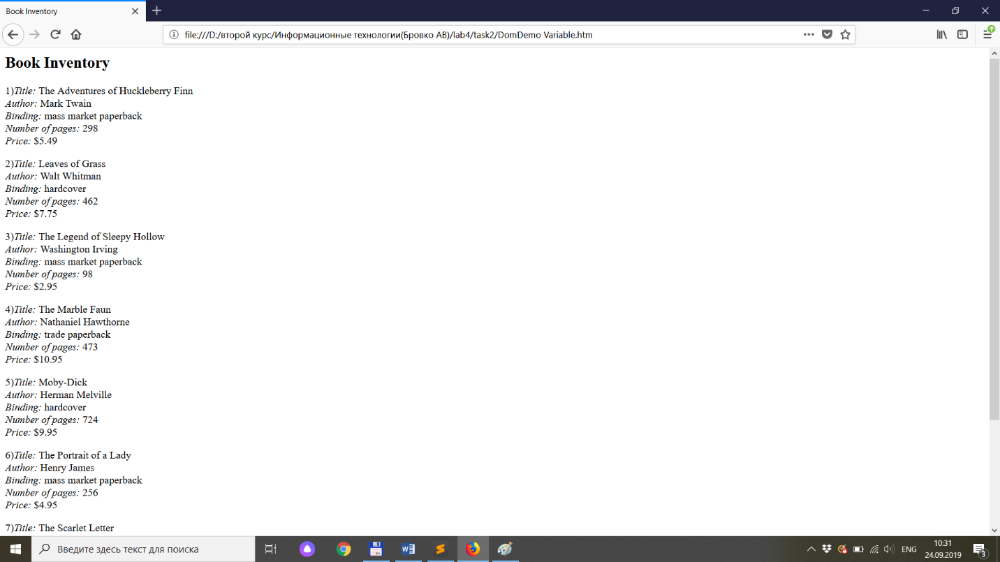 Book Inventory
file:///D:/второй курс/Информационные технологии(Бровко АВ)/lab4/task2/DomDemo Variable.htm
Book Inventory
1)Title: The Adventures of Huckleberry Finn
Author: Mark Twain
Binding: mass market paperback
Number of pages: 298
Price: $5.49
2)Title: Leaves of Grass
Author: Walt Whitman
Binding: hardcover
Number of pages: 462
Price: $7.75
3)Title: The Legend of Sleepy Hollow
Author: Washington Irving
Binding: mass market paperback
Number of pages: 98
Price: $2.95
4)Title: The Marble Faun
Author: Nathaniel Hawthorne
Binding: trade paperback
Number of pages: 473
Price: $10.95
5)Title: Moby-Dick
Author: Herman Melville
Binding: hardcover
Number of pages: 724
Price: $9.95
6)Title: The Portrait of a Lady
Author: Henry James
Binding: mass market paperback
Number of pages: 256
Price: $4.95
7)Title: The Scarlet Letter
Введите здесь текст для поиска
ENG
10:31
24.09.2019
3